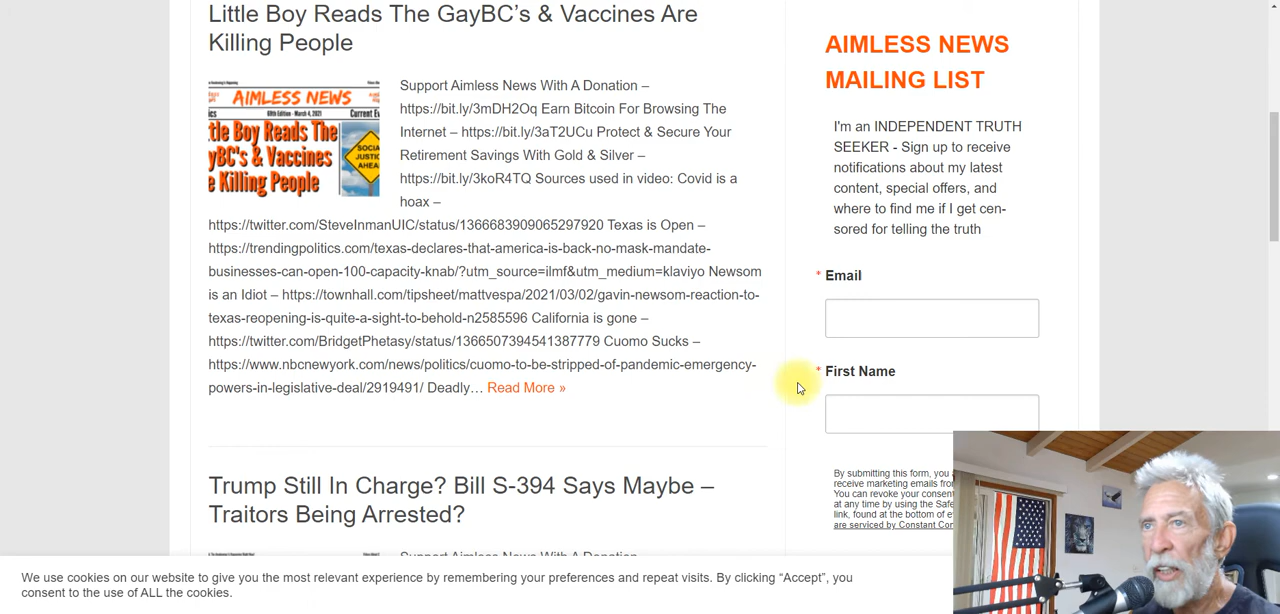 Little Boy Reads The GayBC's & Vaccines Are
Killing People
AIMLESS NEWS
69th Edition - March 4, 2021
Current Ev
tle Boy Reads The
yBC's & Vaccines
e Killing People
SOCIA
JUSTIC
AHEA
Support Aimless News With A Donation –
https://bit.ly/3mDH2Oq Earn Bitcoin For Browsing The
Internet – https://bit.ly/3aT2UCu Protect & Secure Your
Retirement Savings With Gold & Silver –
https://bit.ly/3koR4TQ Sources used in video: Covid is a
hoax –
https://twitter.com/SteveInmanUIC/status/1366683909065297920 Texas is Open –
https://trendingpolitics.com/texas-declares-that-america-is-back-no-mask-mandate-
businesses-can-open-100-capacity-knab/?utm_source=ilmf&utm_medium=klaviyo Newsom
is an Idiot – https://townhall.com/tipsheet/mattvespa/2021/03/02/gavin-newsom-reaction-to-
texas-reopening-is-quite-a-sight-to-behold-n2585596 California is gone –
https://twitter.com/BridgetPhetasy/status/1366507394541387779 Cuomo Sucks –
https://www.nbcnewyork.com/news/politics/cuomo-to-be-stripped-of-pandemic-emergency-
powers-in-legislative-deal/2919491/ Deadly… Read More »
Trump Still In Charge? Bill S-394 Says Maybe –
Traitors Being Arrested?
Support Aimless News With A Donation
AIMLESS NEWS
MAILING LIST
I'm an INDEPENDENT TRUTH
SEEKER - Sign up to receive
notifications about my latest
content, special offers, and
where to find me if I get cen-
sored for telling the truth
* Email
* First Name
By submitting this form, you a
receive marketing emails from
You can revoke your consent
at any time by using the Safe
link, found at the bottom of e
are serviced by Constant Con
We use cookies on our website to give you the most relevant experience by remembering your preferences and repeat visits. By clicking “Accept”, you
consent to the use of ALL the cookies.